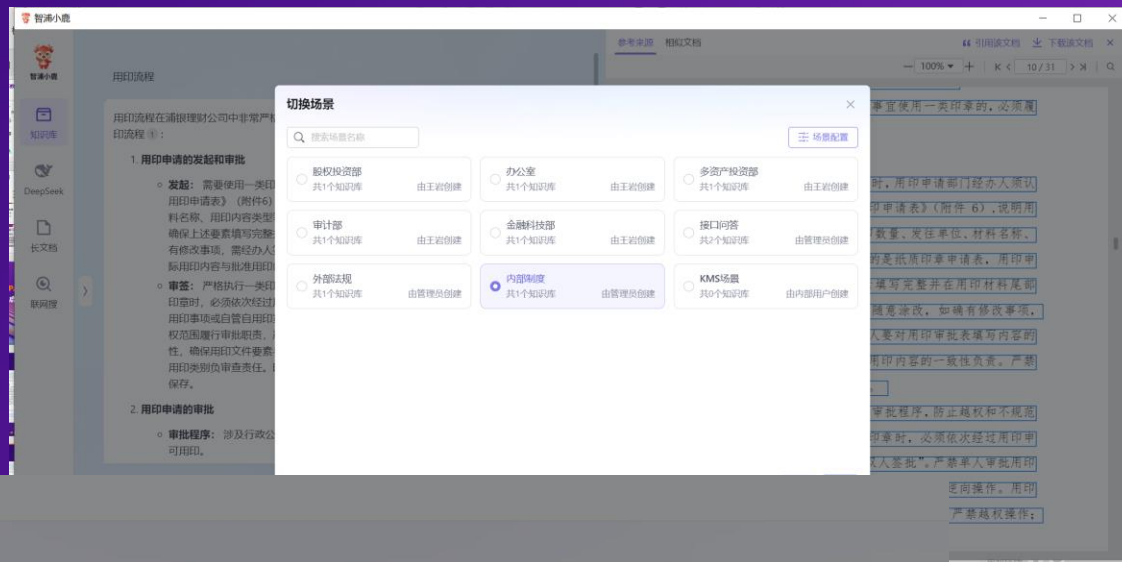 智浦小鹿
参考来源 相似文档
引用该文档 下载该文档
智浦小鹿
100%
10 / 31
用印流程
知识库
DeepSeek
长文档
联网搜
用印流程在浦银理财公司中非常严格
印流程①:
1. 用印申请的发起和审批
发起: 需要使用一类印
用印申请表》(附件6)
料名称、用印内容类型
确保上述要素填写完整
有修改事项, 需经办人
际用印内容与批准用印
审签: 严格执行一类印
印章时, 必须依次经过
用印事项或自管自用印
权范围履行审批职责,
性, 确保用印文件要素
用印类别负审查责任。
保存。
2. 用印申请的审批
审批程序: 涉及行政公
可用印。
切换场景
搜索场景名称
场景配置
股权投资部
共1个知识库 由王岩创建
办公室
共1个知识库 由王岩创建
多资产投资部
共1个知识库 由王岩创建
审计部
共1个知识库 由王岩创建
金融科技部
共1个知识库 由王岩创建
接口问答
共2个知识库 由管理员创建
外部法规
共1个知识库 由管理员创建
内部制度
共1个知识库 由管理员创建
KMS场景
共0个知识库 由内部用户创建
事宜使用一类印章的, 必须履
时, 用印申请部门经办人须认
印申请表》(附件 6) , 说明用
数量、发往单位、材料名称、
的是纸质印章申请表, 用印申
填写完整并在用印材料尾部
随意涂改。如确有修改事项,
人要对用印审批表填写内容的
用印内容的一致性负责。严禁
审批程序, 防止越权和不规范
印章时, 必须依次经过用印申
双人签批”。严禁单人审批用印
逆向操作。用印
严禁越权操作;